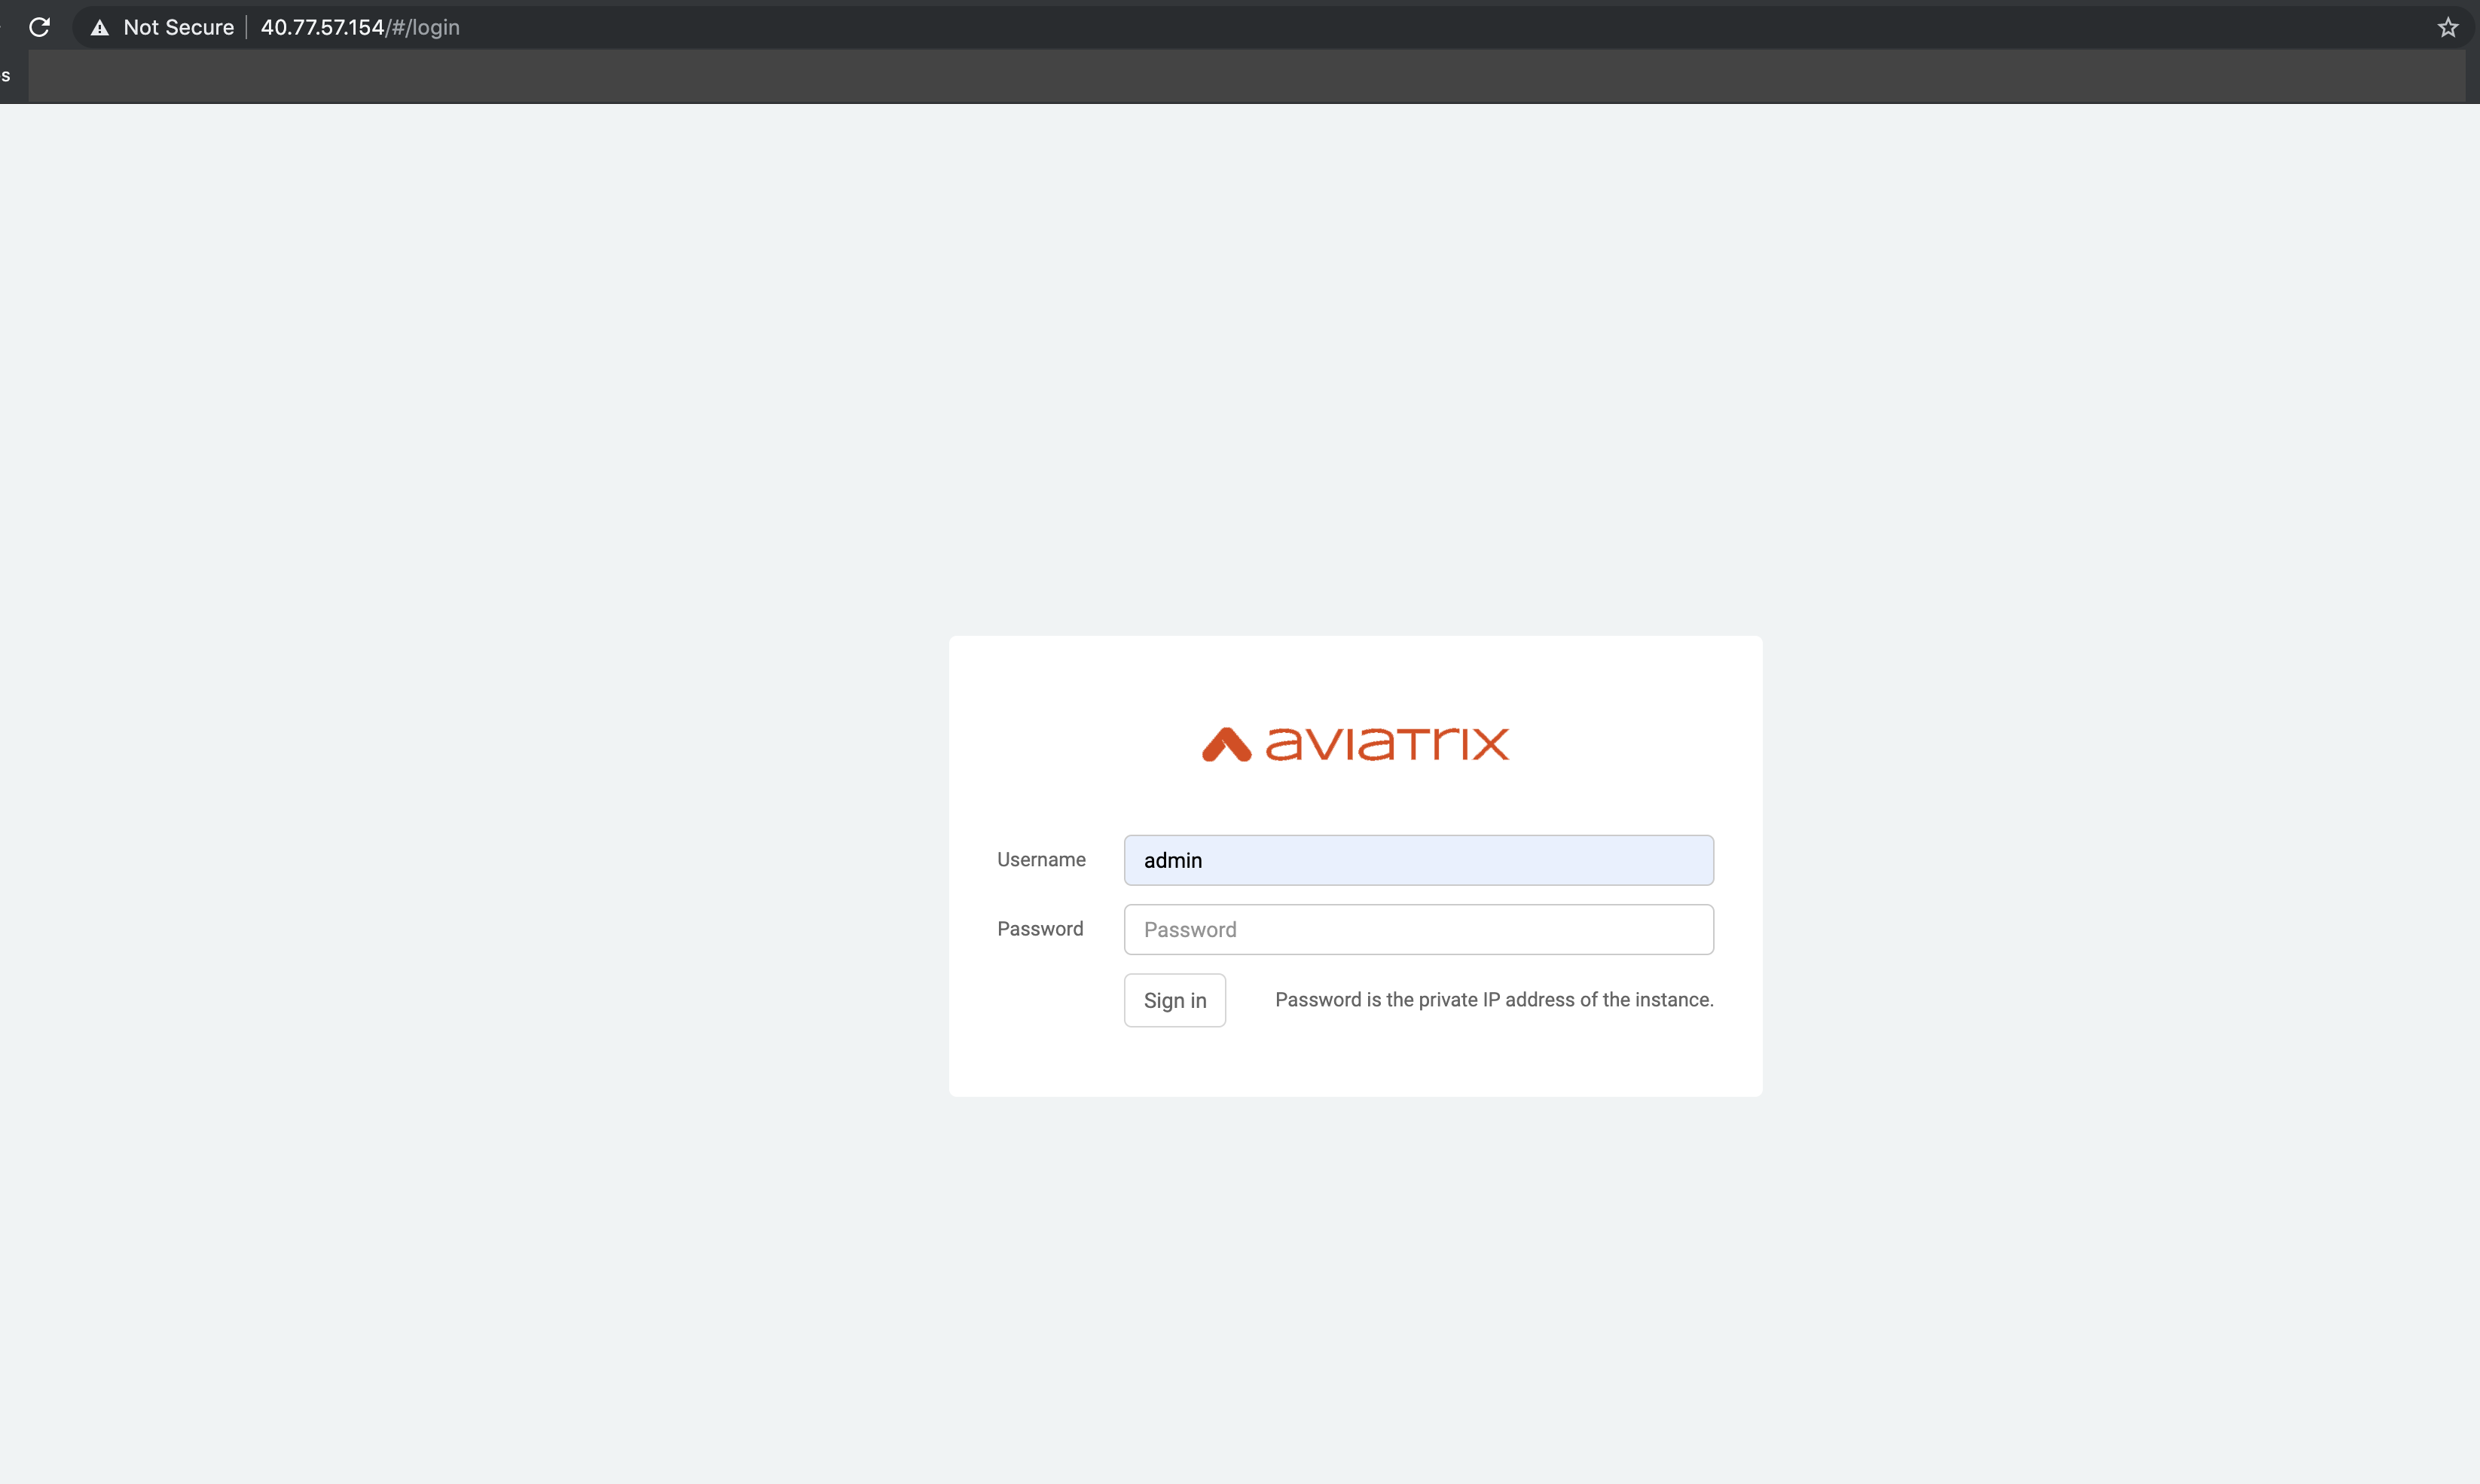 Not Secure 40.77.57.154/#/login
s
aviatrix
Username admin
Password Password
Sign in Password is the private IP address of the instance.